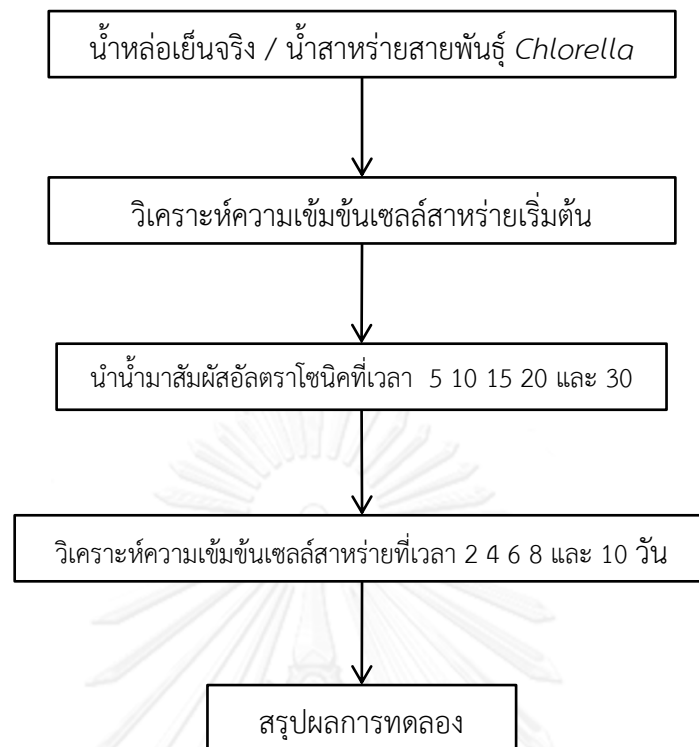 น้ำหล่อเย็นจริง / น้ำสาหร่ายสายพันธุ์ Chlorella
วิเคราะห์ความเข้มข้นเซลล์สาหร่ายเริ่มต้น
นำน้ำมาสัมผัสอัลตราโซนิคที่เวลา 5 10 15 20 และ 30
วิเคราะห์ความเข้มข้นเซลล์สาหร่ายที่เวลา 2 4 6 8 และ 10 วัน
สรุปผลการทดลอง